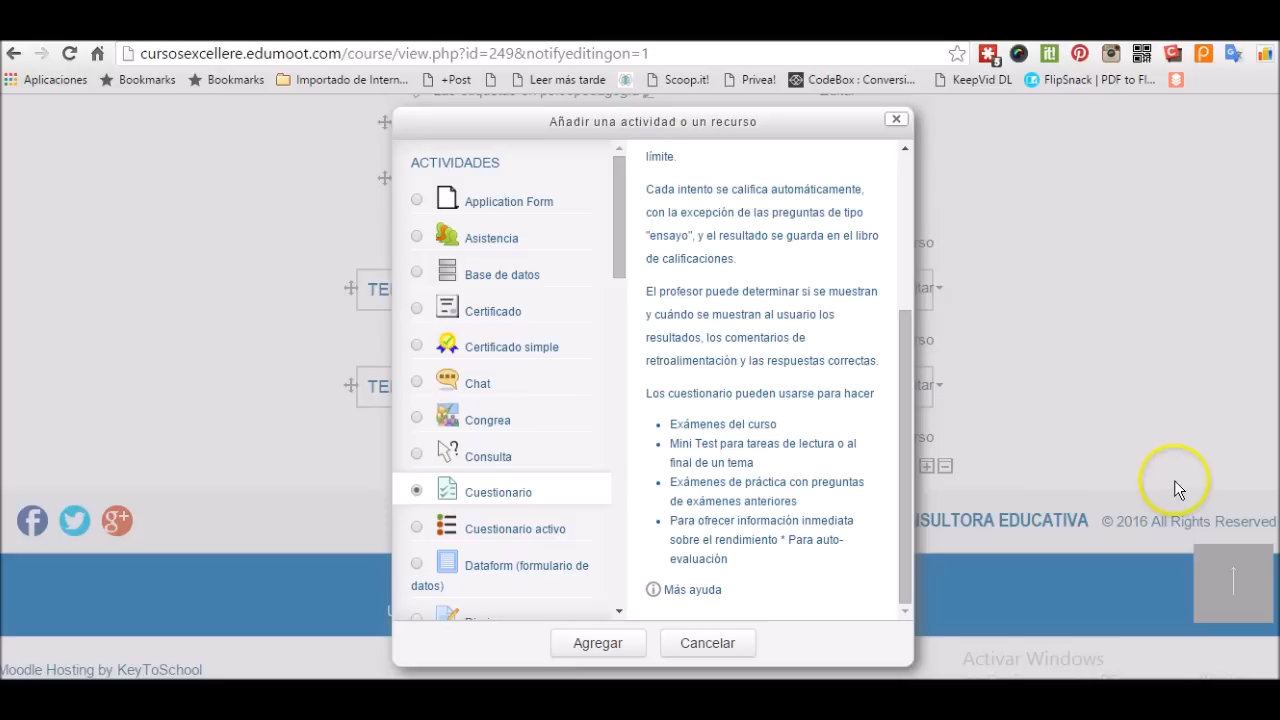 cursosexcellere.edumoot.com/course/view.php?id=249&notifyeditingon=1
Aplicaciones Bookmarks Bookmarks Importado de Intern... +Post Leer más tarde Scoop.it! Privea! CodeBox : Conversi... KeepVid DL FlipSnack | PDF to Fl...
Añadir una actividad o un recurso
ACTIVIDADES
Application Form
Asistencia
Base de datos
Certificado
Certificado simple
Chat
Congrea
Consulta
Cuestionario
Cuestionario activo
Dataform (formulario de
datos)
límite.
Cada intento se califica automáticamente,
con la excepción de las preguntas de tipo
"ensayo", y el resultado se guarda en el libro
de calificaciones.
El profesor puede determinar si se muestran
y cuándo se muestran al usuario los
resultados, los comentarios de
retroalimentación y las respuestas correctas.
Los cuestionario pueden usarse para hacer
Exámenes del curso
Mini Test para tareas de lectura o al
final de un tema
Exámenes de práctica con preguntas
de exámenes anteriores
Para ofrecer información inmediata
sobre el rendimiento * Para auto-
evaluación
Más ayuda
Agregar
Cancelar
TE
TE
NSULTORA EDUCATIVA © 2016 All Rights Reserved
Moodle Hosting by KeyToSchool
Activar Windows